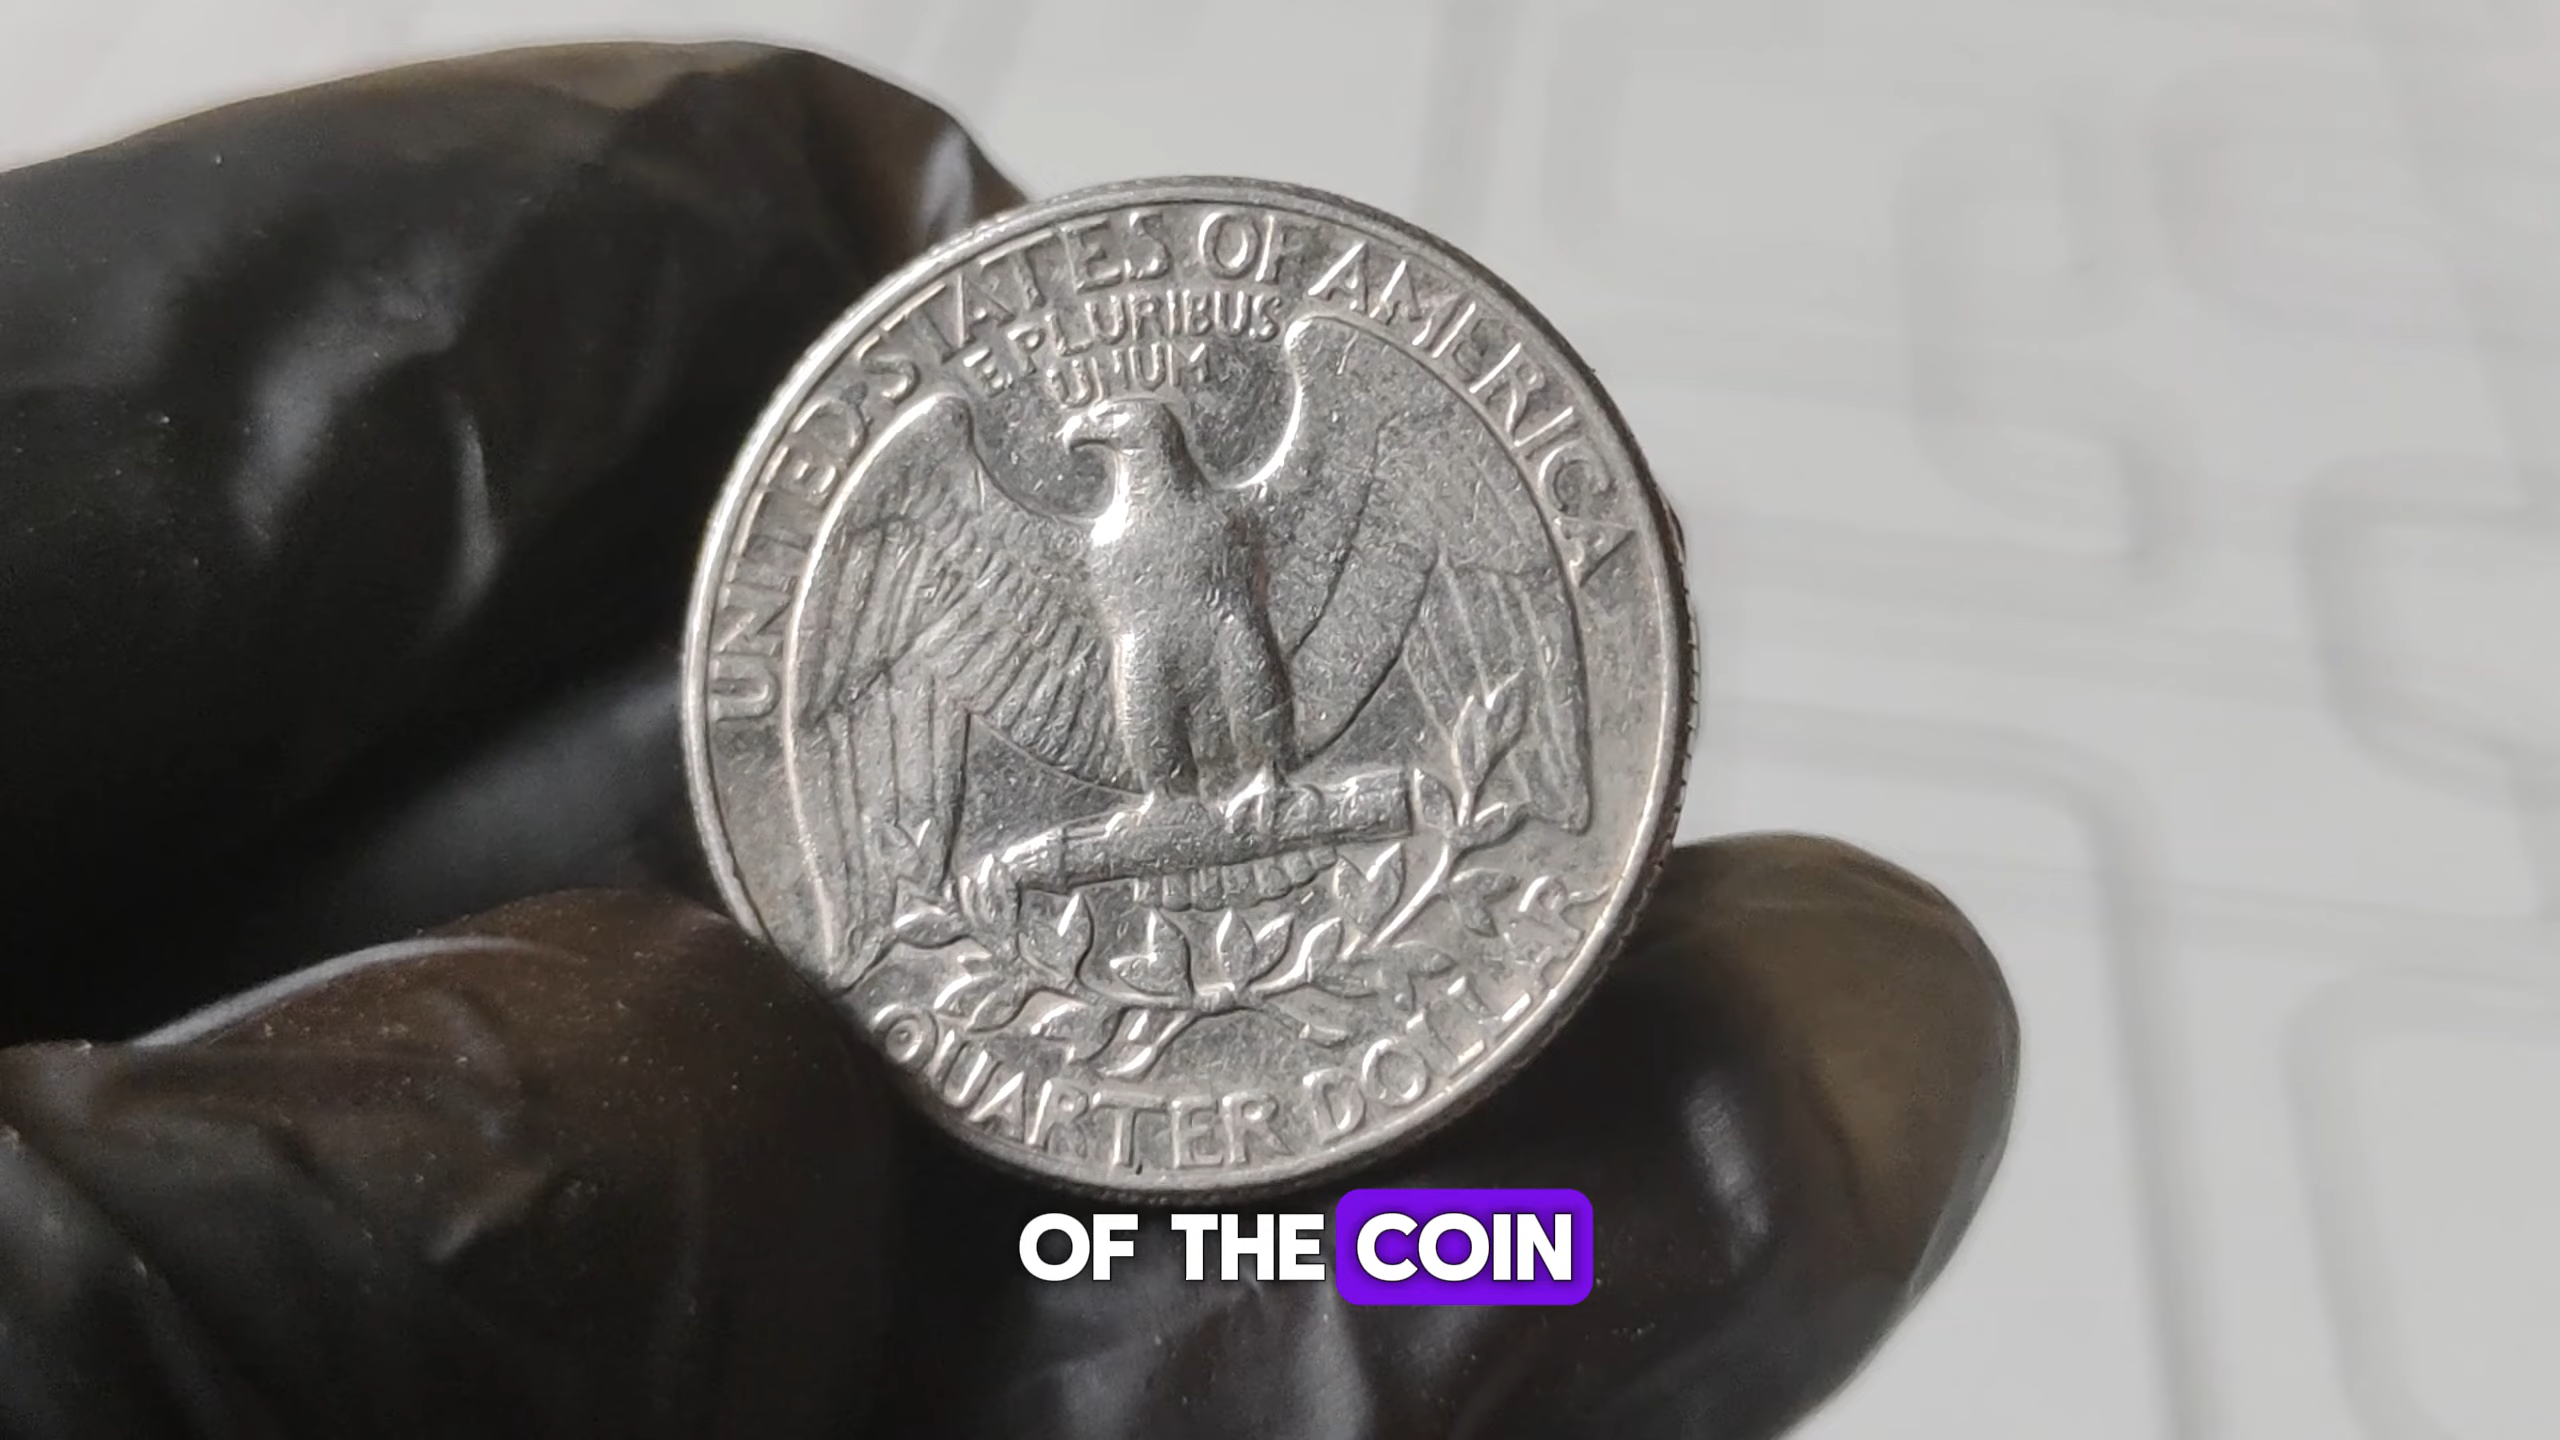 UNITED STATES OF AMERICA
E PLURIBUS
UNUM
QUARTER DOLLAR
OF THE COIN